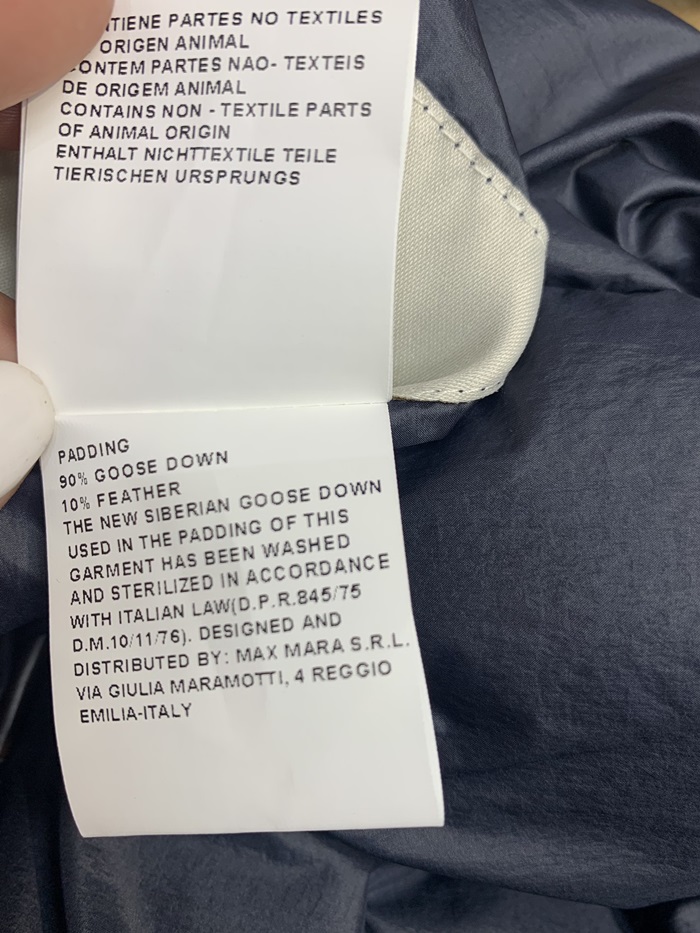 PARTES NO TEXTILES
ORIGEN ANIMAL
CONTEM PARTES NAO- TEXTEIS
DE ORIGEM ANIMAL
CONTAINS NON - TEXTILE PARTS
OF ANIMAL ORIGIN
ENTHALT NICHTTEXTILE TEILE
TIERISCHEN URSPRUNGS
PADDING
90% GOOSE DOWN
10% FEATHER
THE NEW SIBERIAN GOOSE DOWN
USED IN THE PADDING OF THIS
GARMENT HAS BEEN WASHED
AND STERILIZED IN ACCORDANCE
WITH ITALIAN LAW(D.P.R.845/75
D.M.10/11/76). DESIGNED AND
DISTRIBUTED BY: MAX MARA S.R.L.
VIA GIULIA MARAMOTTI, 4 REGGIO
EMILIA-ITALY